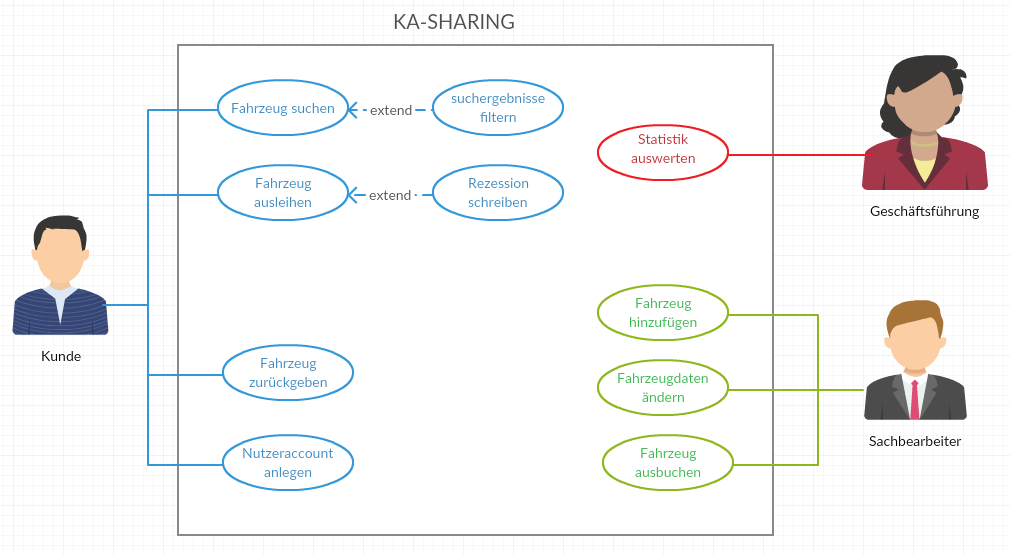 KA-SHARING
Fahrzeug suchen
extend
suchergebnisse
filtern
Statistik
auswerten
Fahrzeug
ausleihen
extend
Rezession
schreiben
Geschäftsführung
Kunde
Fahrzeug
hinzufügen
Fahrzeug
zurückgeben
Fahrzeugdaten
ändern
Sachbearbeiter
Nutzeraccount
anlegen
Fahrzeug
ausbuchen